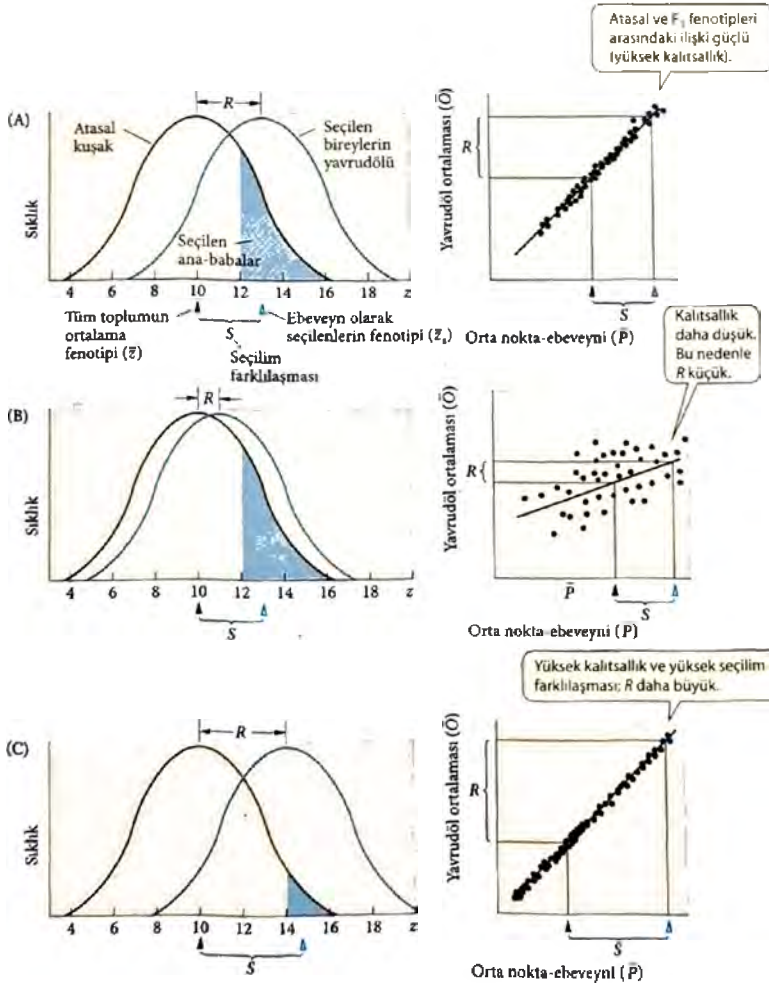 Atasal ve F₁ fenotipleri
arasındaki ilişki güçlü
(yüksek kalıtsallık).
(A)
R
Atasal
kuşak
Seçilen
bireylerin
yavrudölü
Seçilen
ana-babalar
Sıklık
4 6 8 10 12 14 16 18 z
Tüm toplumun
ortalama
fenotipi (z̅)
S
Ebeveyn olarak
seçilenlerin fenotipi (z̅ₛ)
Seçilim
farklılaşması
Yavrudöl ortalaması (O̅)
R
S
Orta nokta-ebeveyni (P̅)
Kalıtsallık
daha düşük.
Bu nedenle
R küçük.
(B)
R
Sıklık
4 6 8 10 12 14 16 18 z
S
Yavrudöl ortalaması (O̅)
R
P̅
S
Orta nokta-ebeveyni (P)
Yüksek kalıtsallık ve yüksek seçilim
farklılaşması; R daha büyük.
(C)
R
Sıklık
4 6 8 10 12 14 16 18 z
S
Yavrudöl ortalaması (O̅)
R
S
Orta nokta-ebeveyni (P̅)